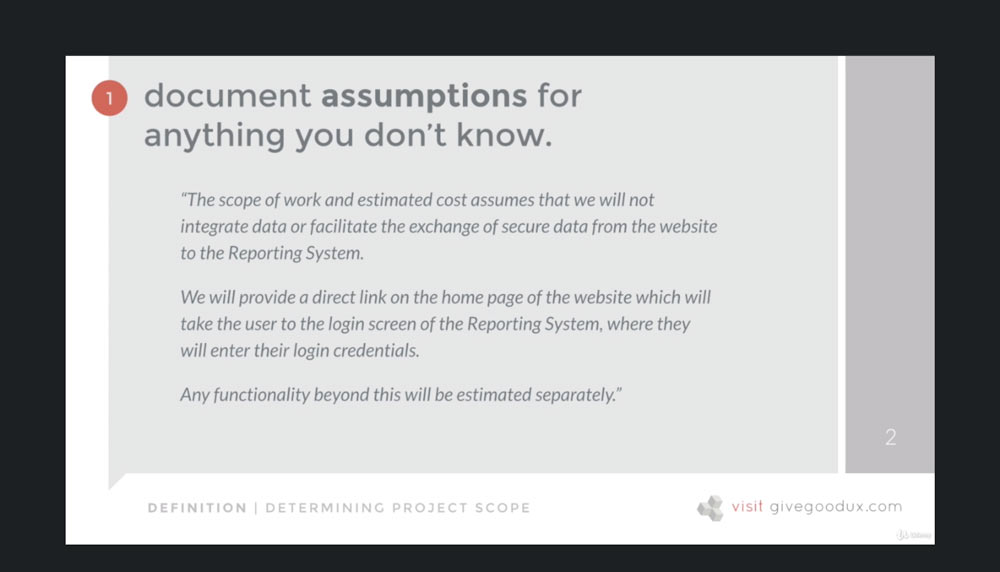 1
document assumptions for
anything you don’t know.
“The scope of work and estimated cost assumes that we will not
integrate data or facilitate the exchange of secure data from the website
to the Reporting System.
We will provide a direct link on the home page of the website which will
take the user to the login screen of the Reporting System, where they
will enter their login credentials.
Any functionality beyond this will be estimated separately.”
2
DEFINITION | DETERMINING PROJECT SCOPE
visit givegoodux.com
Udemy